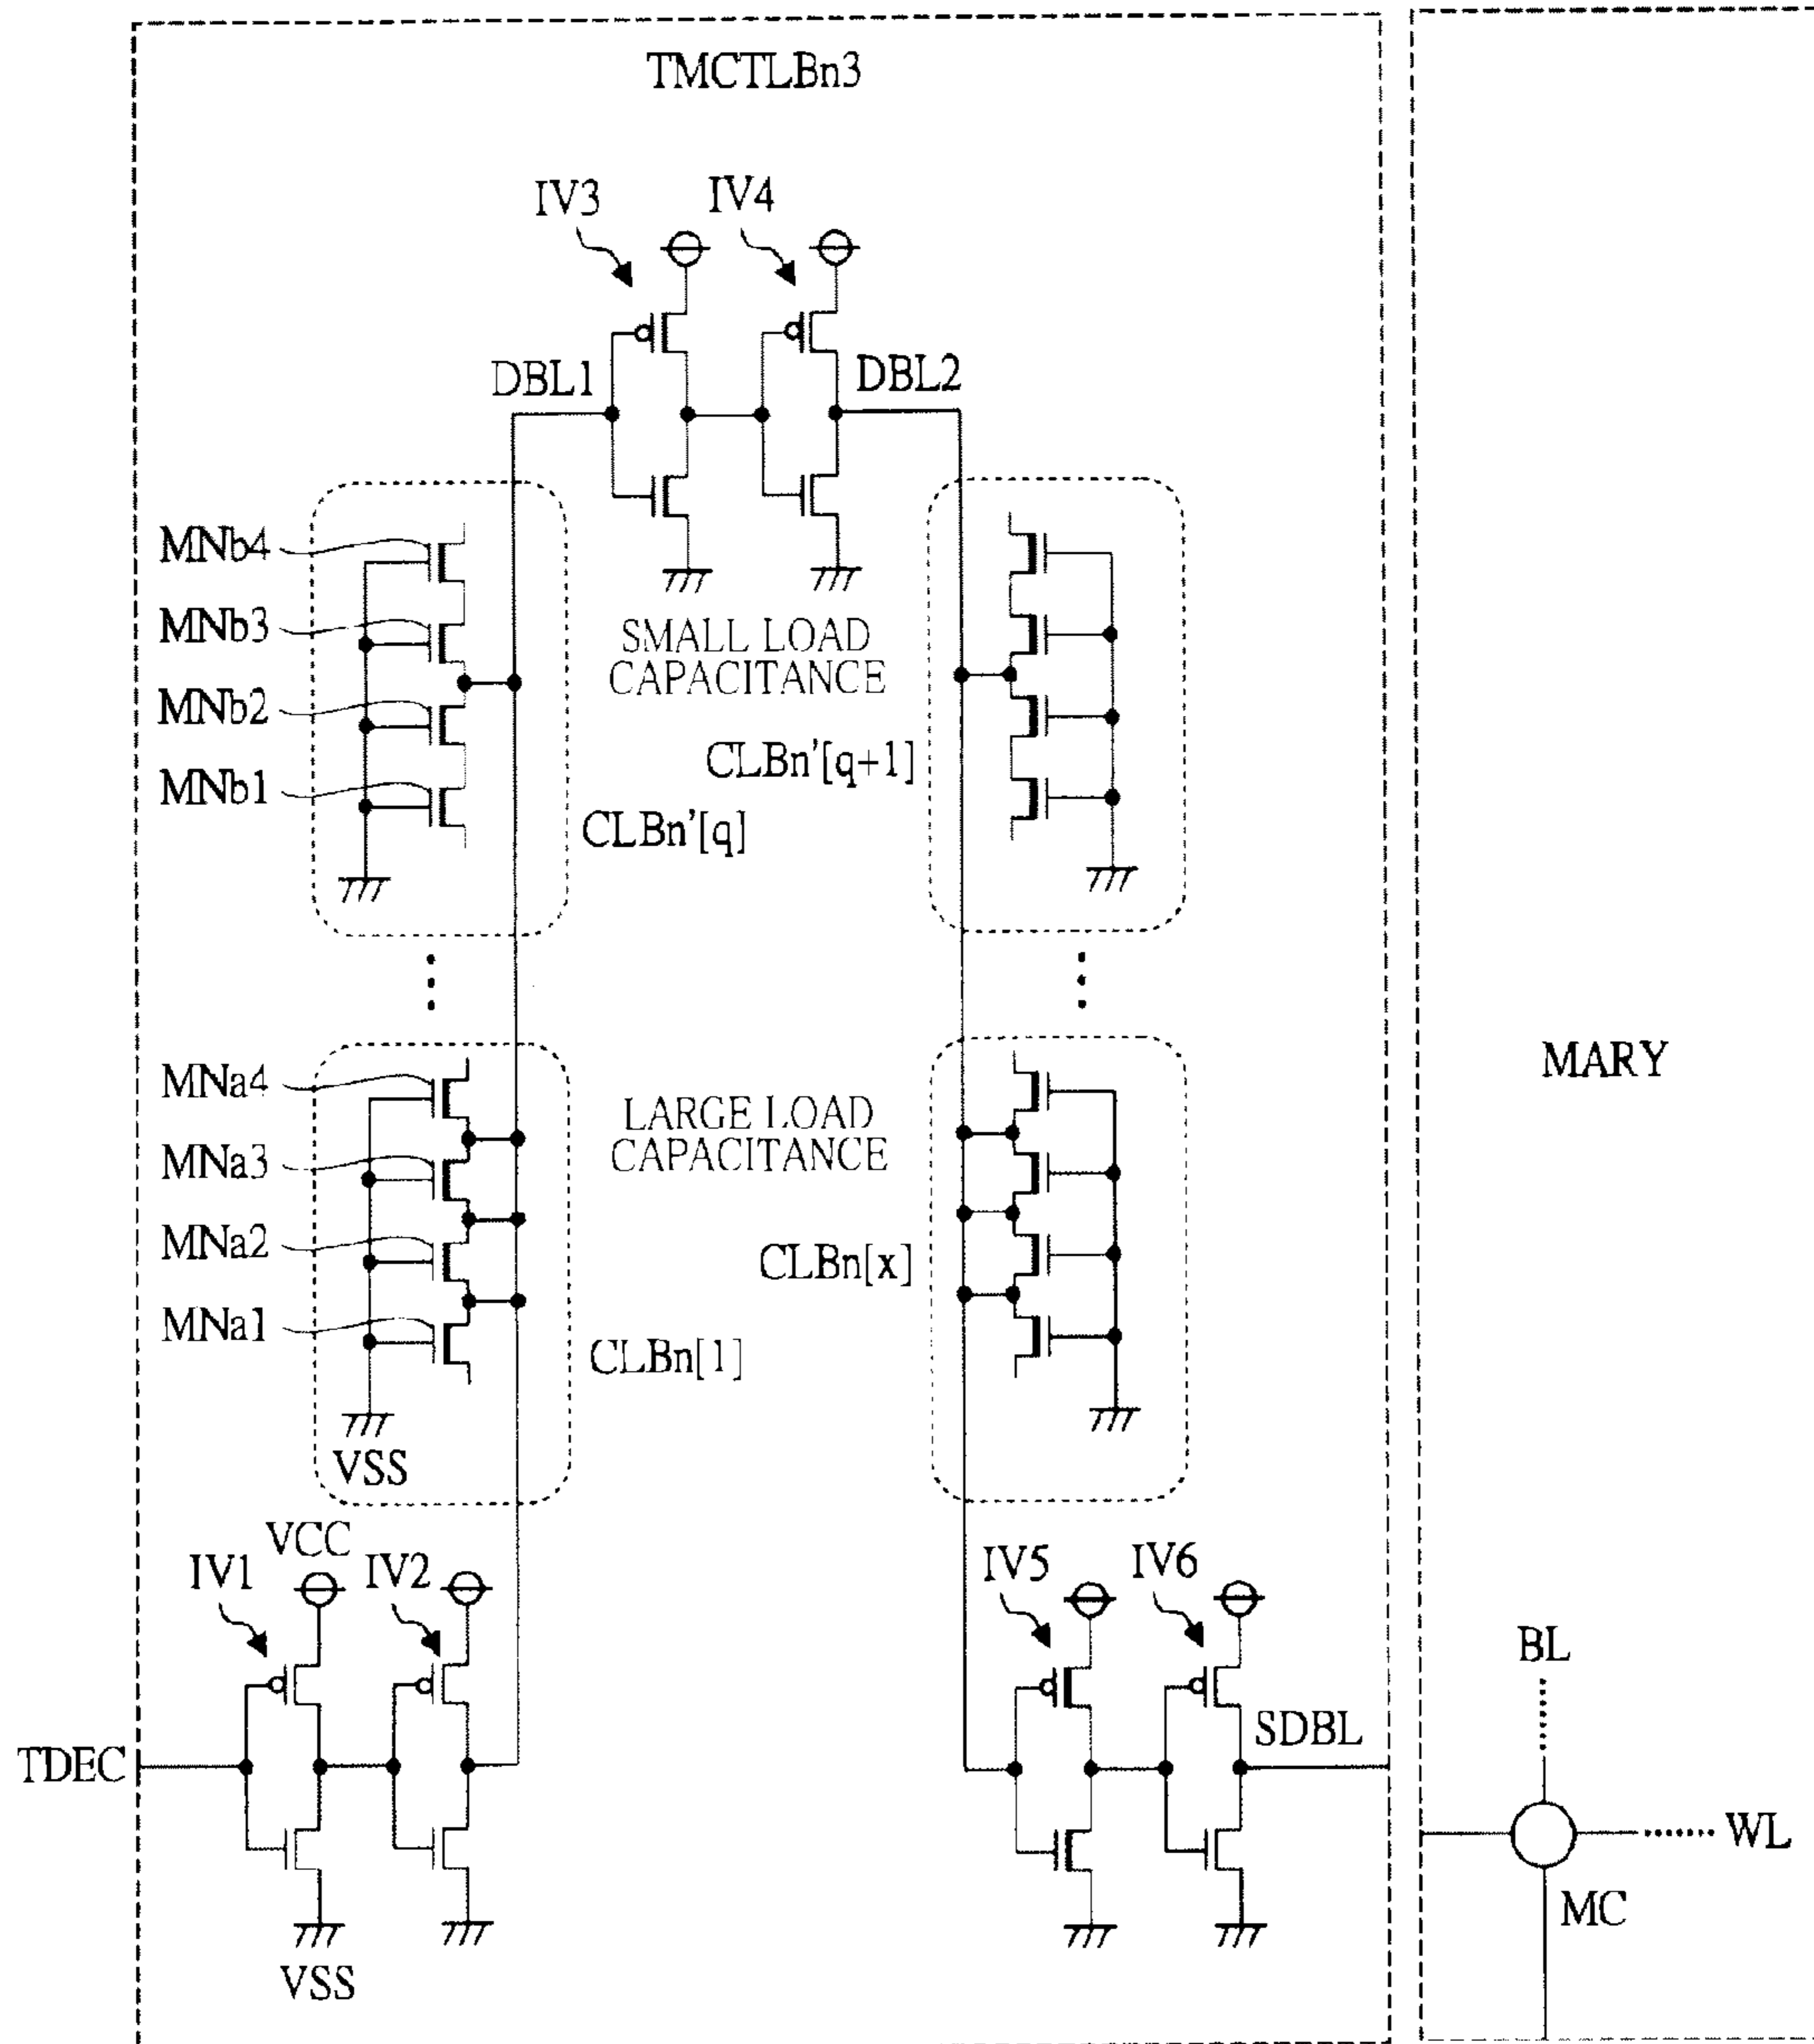 TMCTLBn3
IV3
IV4
DBL1
DBL2
MNb4
MNb3
MNb2
MNb1
SMALL LOAD
CAPACITANCE
CLBn'[q+1]
CLBn'[q]
MNa4
MNa3
MNa2
MNa1
LARGE LOAD
CAPACITANCE
MARY
CLBn[x]
CLBn[1]
VSS
VCC
IV1
IV2
IV5
IV6
BL
TDEC
SDBL
WL
MC
VSS